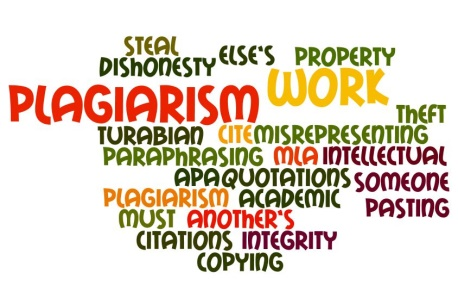 STEAL ELSE'S PROPERTY
DISHONESTY
PLAGIARISM WORK THEFT
TURABIAN CITE MISREPRESENTING
PARAPHRASING MLA INTELLECTUAL
APA QUOTATIONS SOMEONE
PLAGIARISM ACADEMIC PASTING
MUST ANOTHER'S
CITATIONS INTEGRITY
COPYING